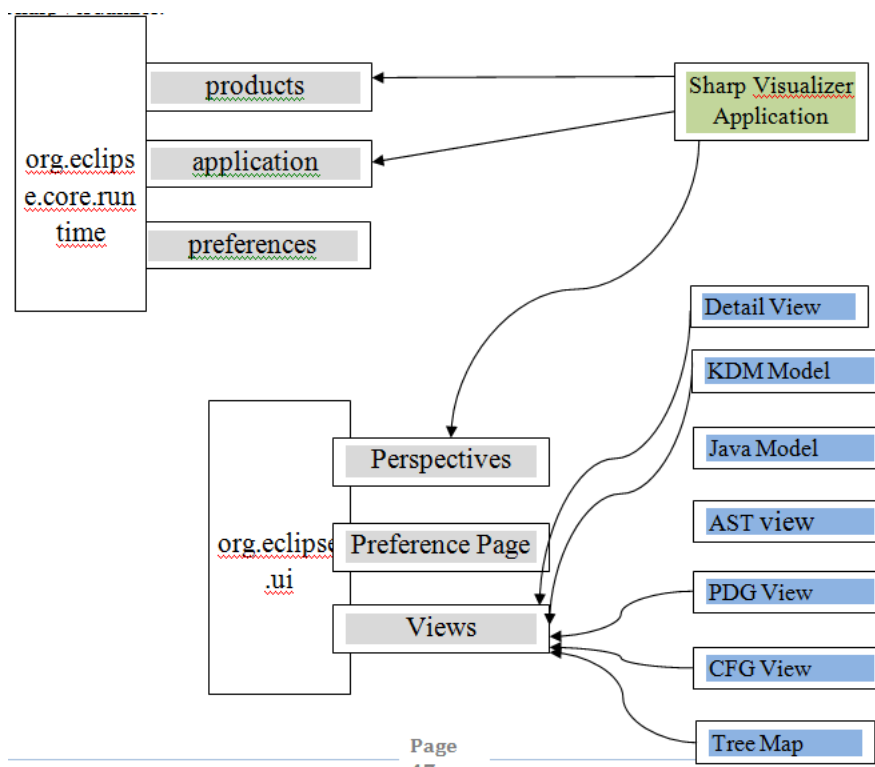 products
Sharp Visualizer
Application
org.eclips
e.core.run
time
application
preferences
Detail View
KDM Model
Java Model
AST view
PDG View
CFG View
Tree Map
Perspectives
org.eclipse
.ui
Preference Page
Views
Page